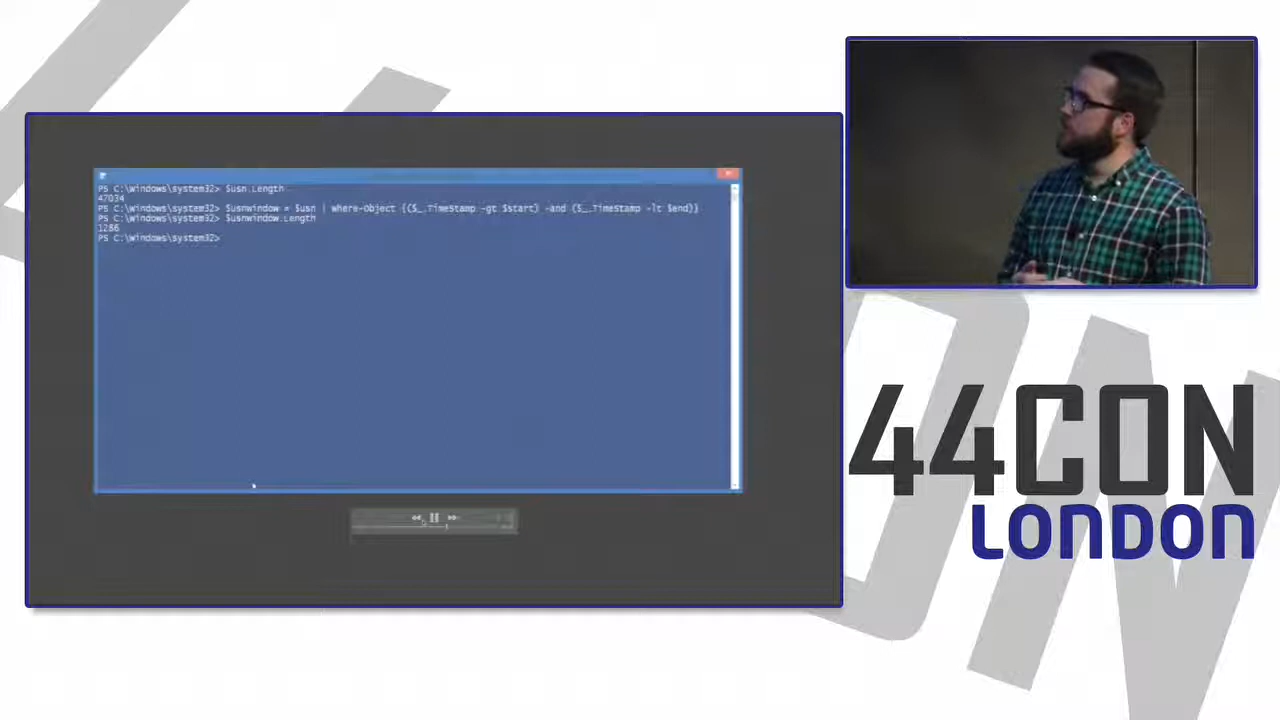 PS C:\Windows\system32> $usn.Length
47034
PS C:\Windows\system32> $usnwindow = $usn | where-Object {($_.TimeStamp -gt $start) -and ($_.TimeStamp -lt $end)}
PS C:\Windows\system32> $usnwindow.Length
1286
PS C:\Windows\system32>
44CON
LONDON